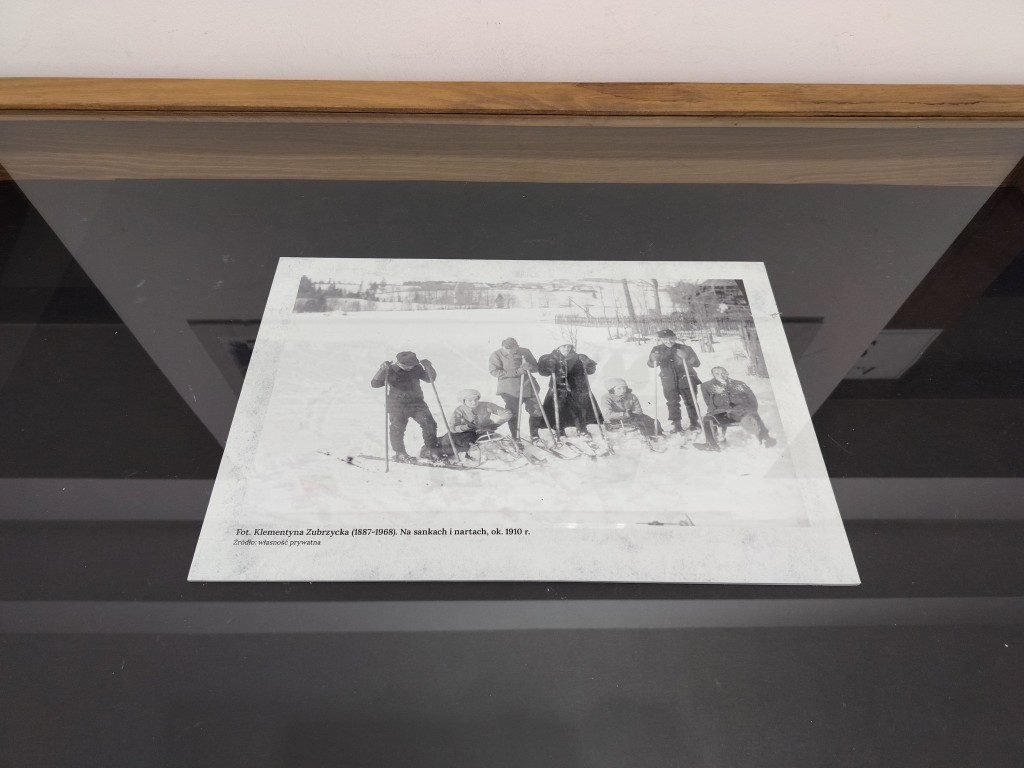 Fot. Klementyna Zubrzycka (1887–1968). Na sankach i nartach, ok. 1910 r.
Źródło: własność prywatna